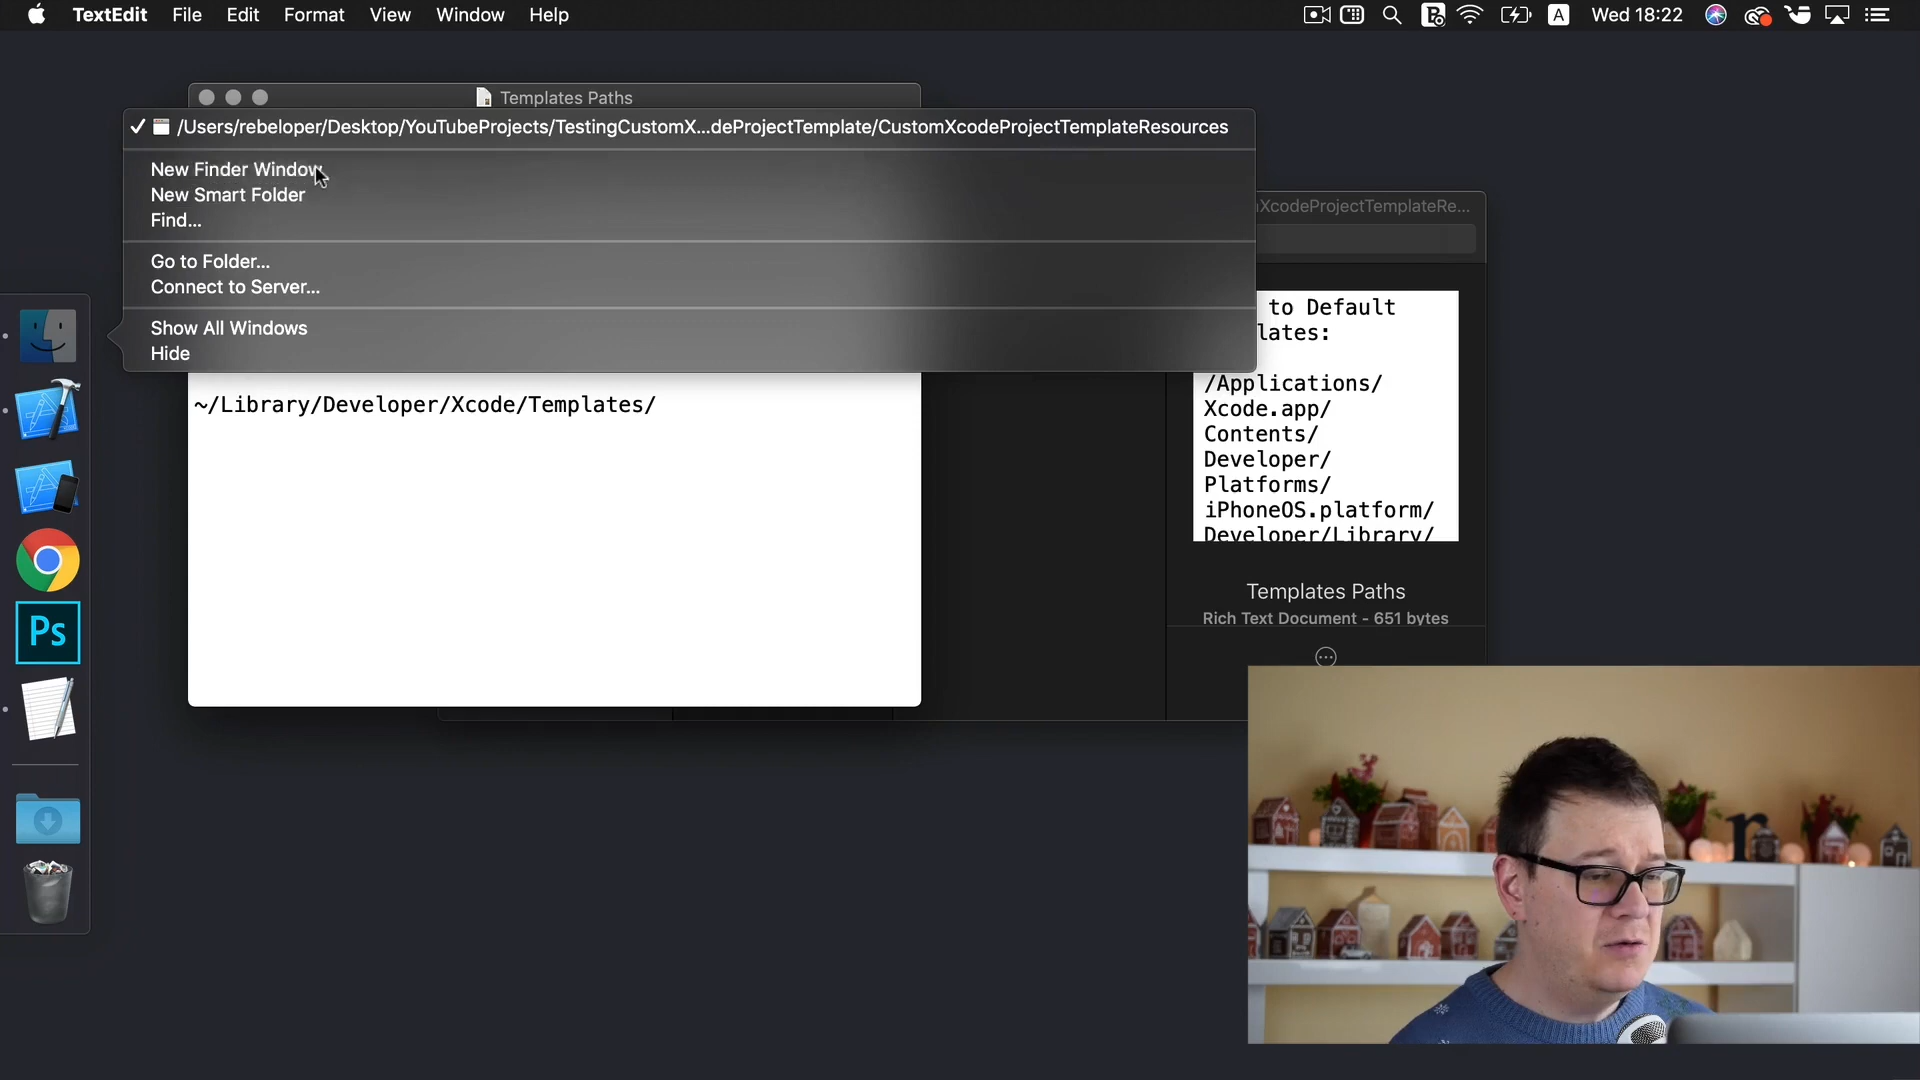 TextEdit File Edit Format View Window Help
A Wed 18:22
Templates Paths
✓ /Users/rebeloper/Desktop/YouTubeProjects/TestingCustomX...deProjectTemplate/CustomXcodeProjectTemplateResources
New Finder Window
New Smart Folder
Find...
Go to Folder...
Connect to Server...
Show All Windows
Hide
~/Library/Developer/Xcode/Templates/
XcodeProjectTemplateRe...
to Default
lates:
/Applications/
Xcode.app/
Contents/
Developer/
Platforms/
iPhoneOS.platform/
Developer/Library/
Templates Paths
Rich Text Document - 651 bytes
Ps
r